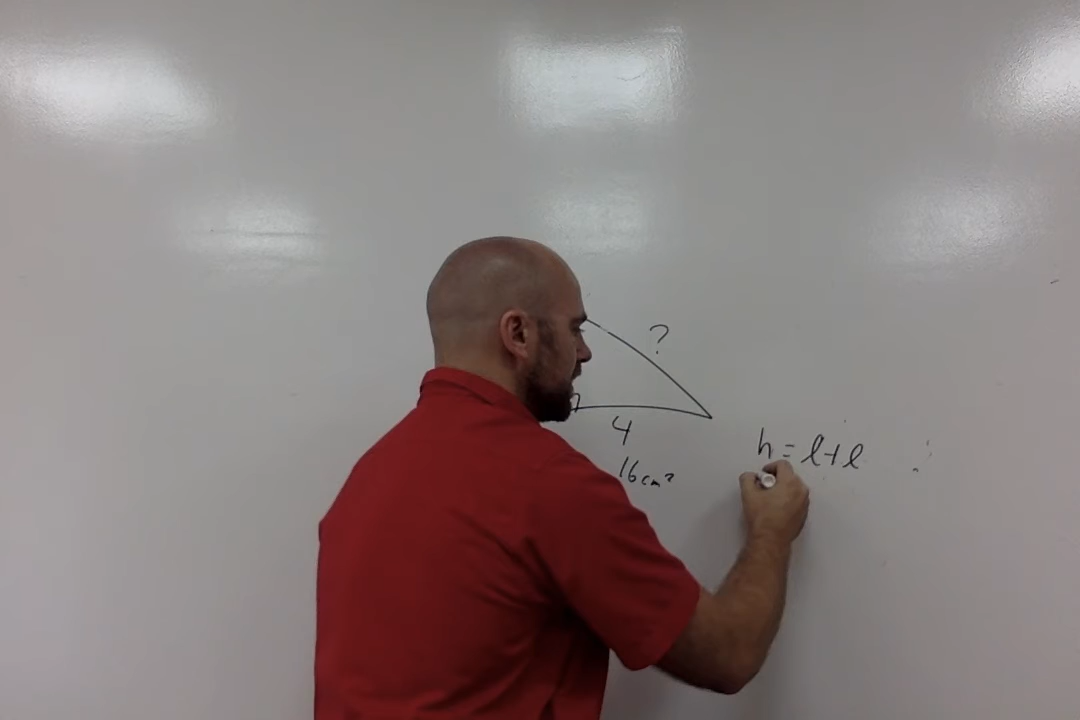 ?
4
16cm²
h = l + l